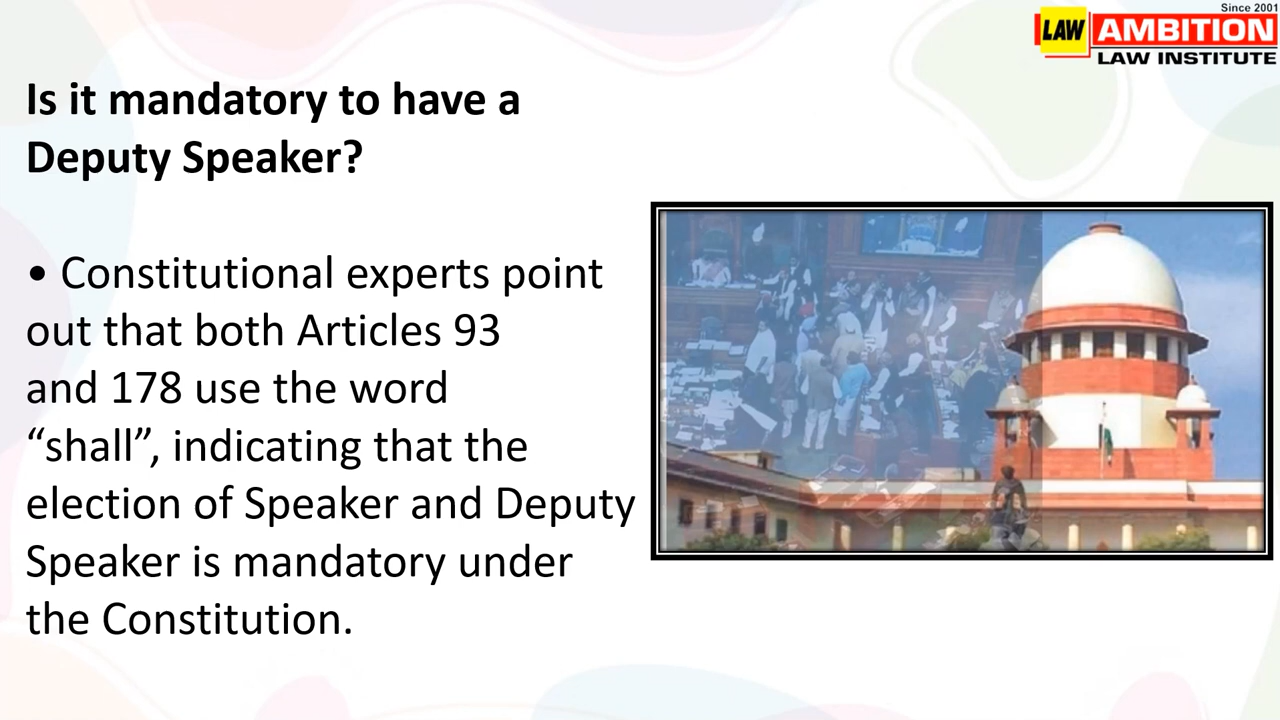 Since 2001
LAW AMBITION
LAW INSTITUTE
Is it mandatory to have a
Deputy Speaker?
• Constitutional experts point
out that both Articles 93
and 178 use the word
“shall”, indicating that the
election of Speaker and Deputy
Speaker is mandatory under
the Constitution.